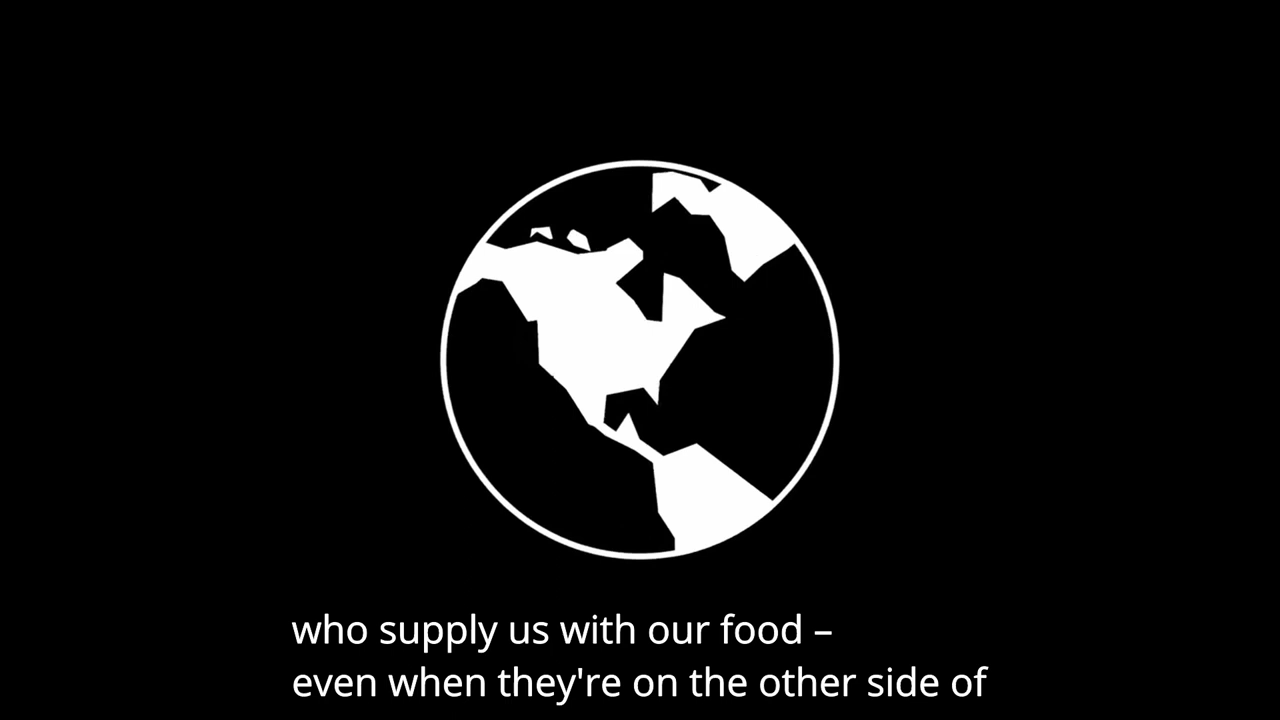 who supply us with our food –
even when they're on the other side of